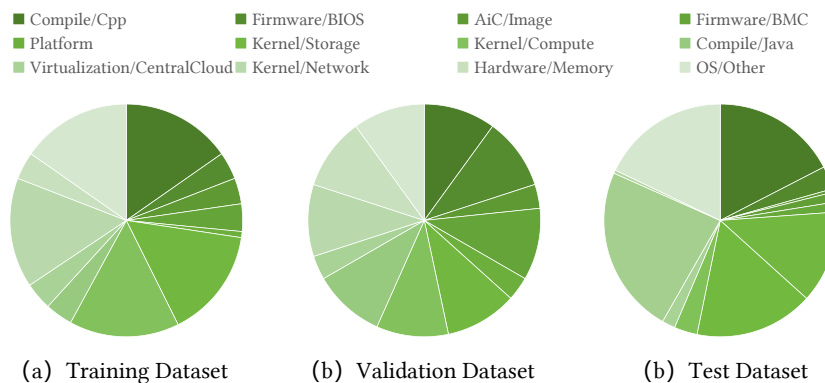 Compile/Cpp Firmware/BIOS AiC/Image Firmware/BMC
Platform Kernel/Storage Kernel/Compute Compile/Java
Virtualization/CentralCloud Kernel/Network Hardware/Memory OS/Other
(a) Training Dataset (b) Validation Dataset (b) Test Dataset